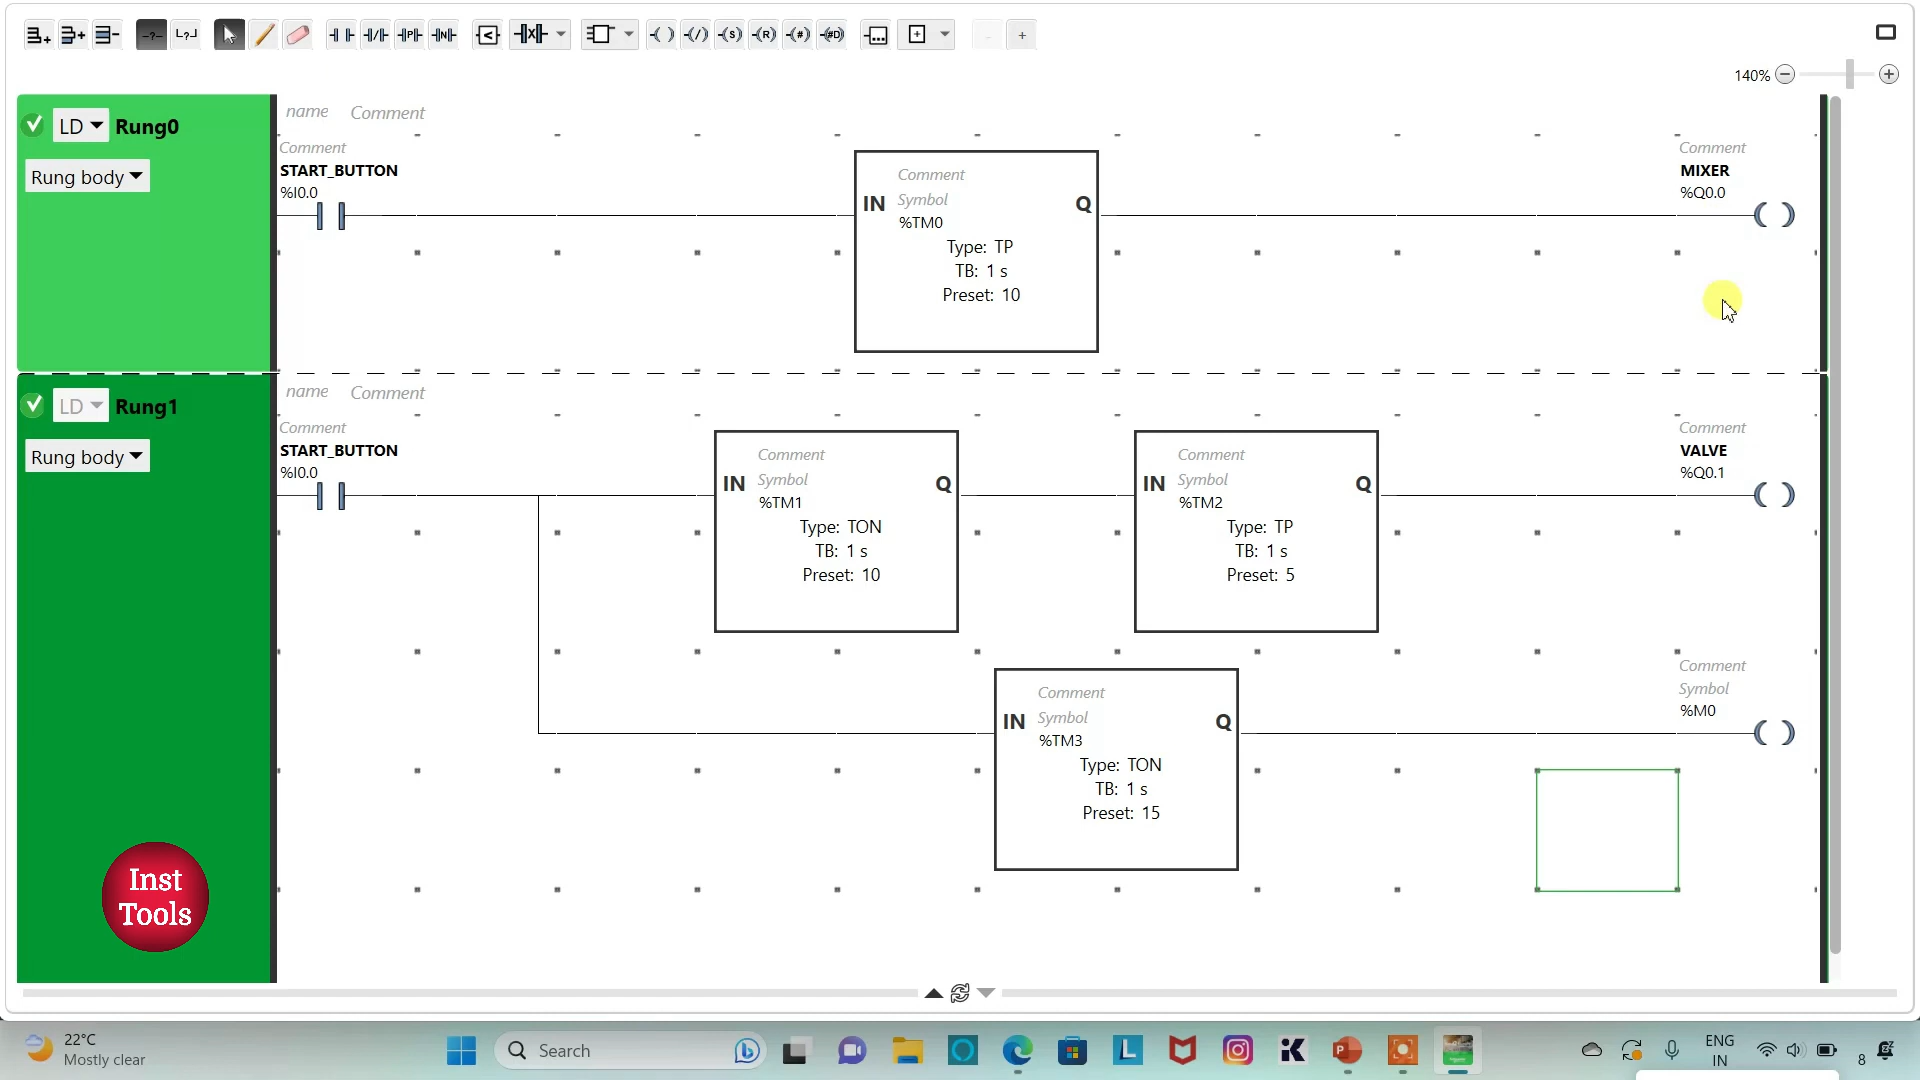 140%
LD Rung0
Rung body
name Comment
Comment
START_BUTTON
%I0.0
Comment
IN Symbol Q
%TM0
Type: TP
TB: 1 s
Preset: 10
Comment
MIXER
%Q0.0
LD Rung1
Rung body
name Comment
Comment
START_BUTTON
%I0.0
Comment
IN Symbol Q
%TM1
Type: TON
TB: 1 s
Preset: 10
Comment
IN Symbol Q
%TM2
Type: TP
TB: 1 s
Preset: 5
Comment
VALVE
%Q0.1
Comment
IN Symbol Q
%TM3
Type: TON
TB: 1 s
Preset: 15
Comment
Symbol
%M0
Inst
Tools
22°C
Mostly clear
Search
ENG
IN
8